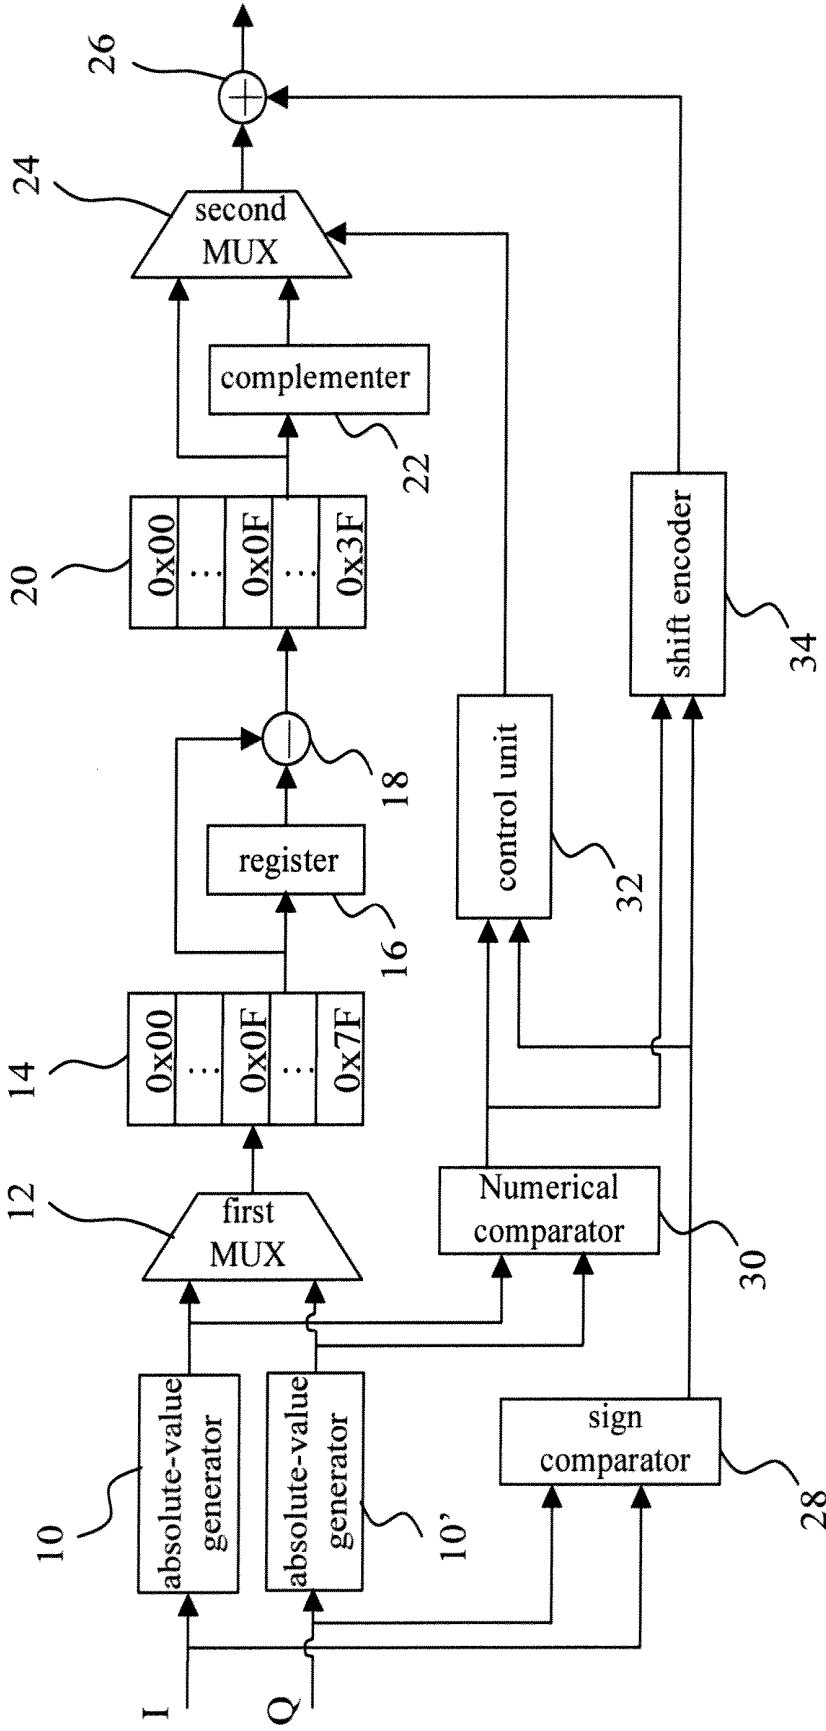 I
Q
10
absolute-value
generator
absolute-value
generator
10’
12
first
MUX
14
0x00
...
0x0F
...
0x7F
register
16
18
20
0x00
...
0x0F
...
0x3F
complementer
22
24
second
MUX
26
sign
comparator
28
Numerical
comparator
30
control unit
32
shift encoder
34